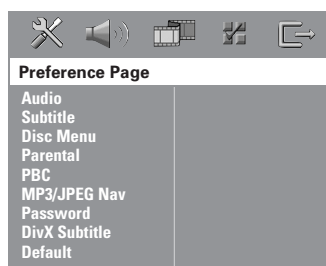 Preference Page
Audio
Subtitle
Disc Menu
Parental
PBC
MP3/JPEG Nav
Password
DivX Subtitle
Default